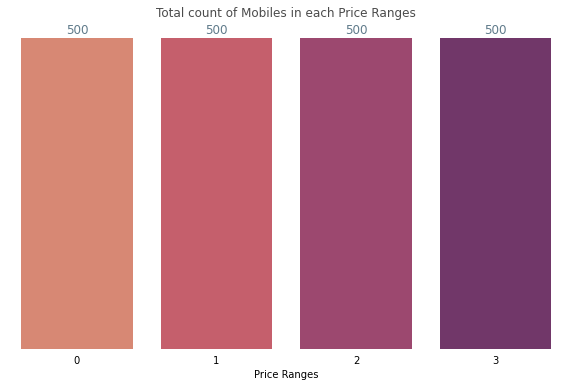 Total count of Mobiles in each Price Ranges
500 500 500 500
0 1 2 3
Price Ranges